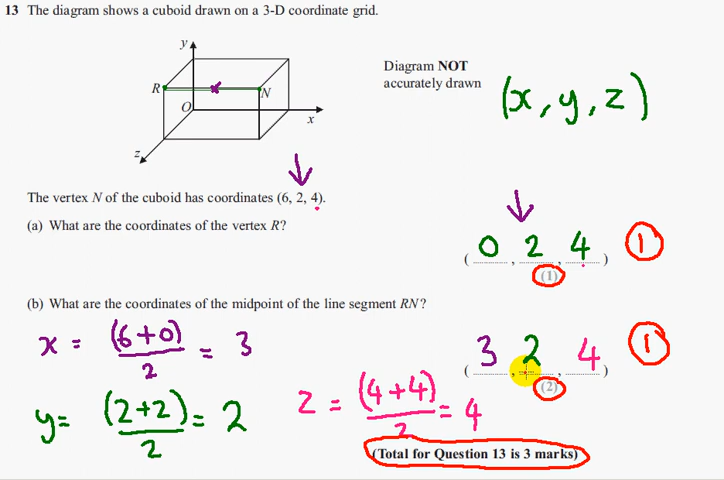 13 The diagram shows a cuboid drawn on a 3-D coordinate grid.
y
R
N
O
x
z
Diagram NOT
accurately drawn
(x, y, z)
The vertex N of the cuboid has coordinates (6, 2, 4).
(a) What are the coordinates of the vertex R?
( 0 , 2 , 4 ) 1
(1)
(b) What are the coordinates of the midpoint of the line segment RN?
x = (6+0)/2 = 3
( 3 , 2 , 4 ) 1
(2)
y = (2+2)/2 = 2
z = (4+4)/2 = 4
(Total for Question 13 is 3 marks)